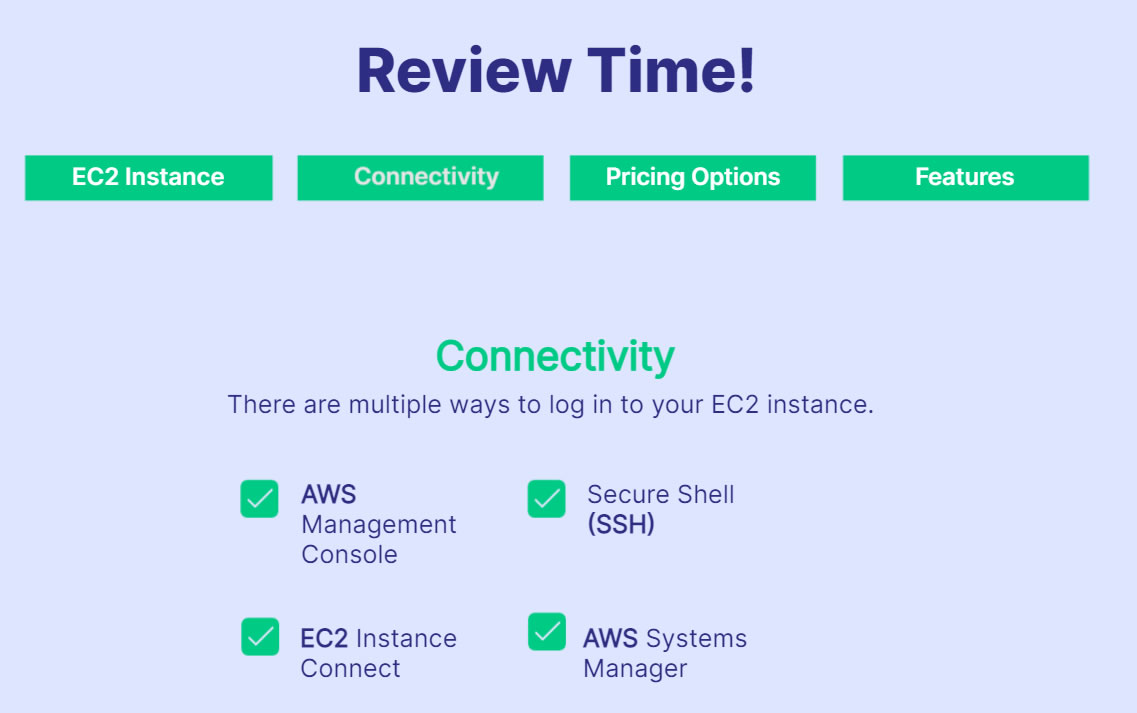 Review Time!
EC2 Instance
Connectivity
Pricing Options
Features
Connectivity
There are multiple ways to log in to your EC2 instance.
AWS
Management
Console
Secure Shell
(SSH)
EC2 Instance
Connect
AWS Systems
Manager